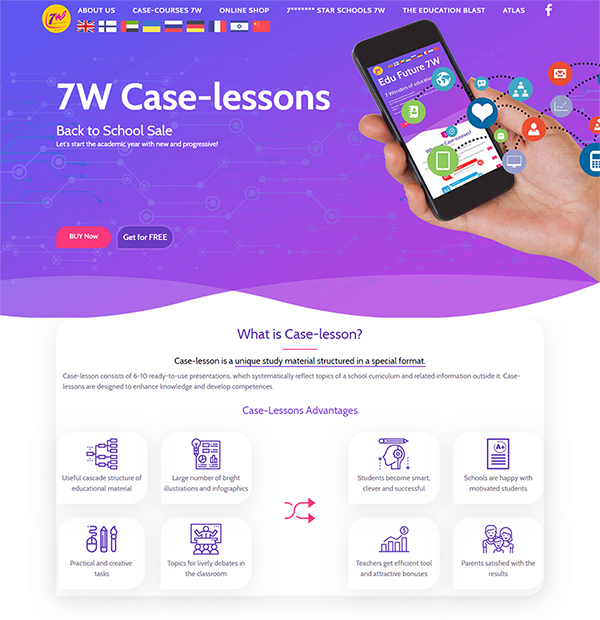 7W
ABOUT US
CASE-COURSES 7W
ONLINE SHOP
7******* STAR SCHOOLS 7W
THE EDUCATION BLAST
ATLAS
f
7W Case-lessons
Back to School Sale
Let's start the academic year with new and progressive!
BUY Now
Get for FREE
Edu Future 7W
7 Wonders of education
What is Case-lesson?
Case-lesson is a unique study material structured in a special format.
Case-lesson consists of 6-10 ready-to-use presentations, which systematically reflect topics of a school curriculum and related information outside it. Case-
lessons are designed to enhance knowledge and develop competences.
Case-Lessons Advantages
Useful cascade structure of
educational material
Large number of bright
illustrations and infographics
A+
Students become smart,
clever and successful
Schools are happy with
motivated students
Practical and creative
tasks
Topics for lively debates in
the classroom
Teachers get efficient tool
and attractive bonuses
Parents satisfied with the
results